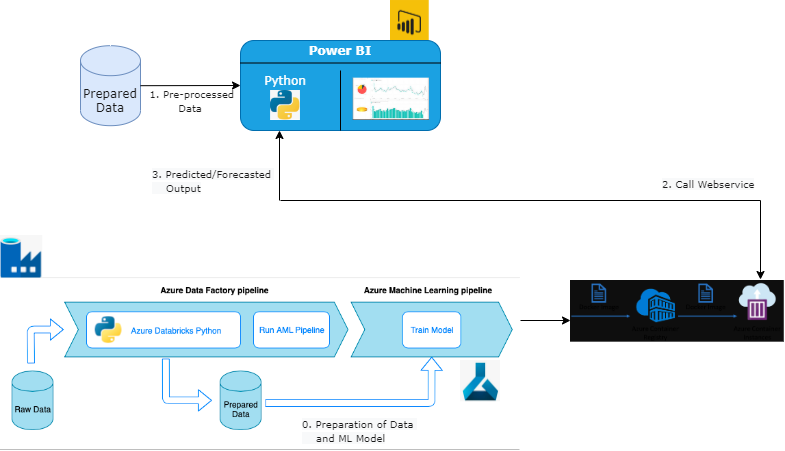 Power BI
Prepared
Data
1. Pre-processed
Data
Python
3. Predicted/Forecasted
Output
2. Call Webservice
Azure Data Factory pipeline
Azure Machine Learning pipeline
Azure Databricks Python
Run AML Pipeline
Train Model
Raw Data
Prepared
Data
0. Preparation of Data
and ML Model